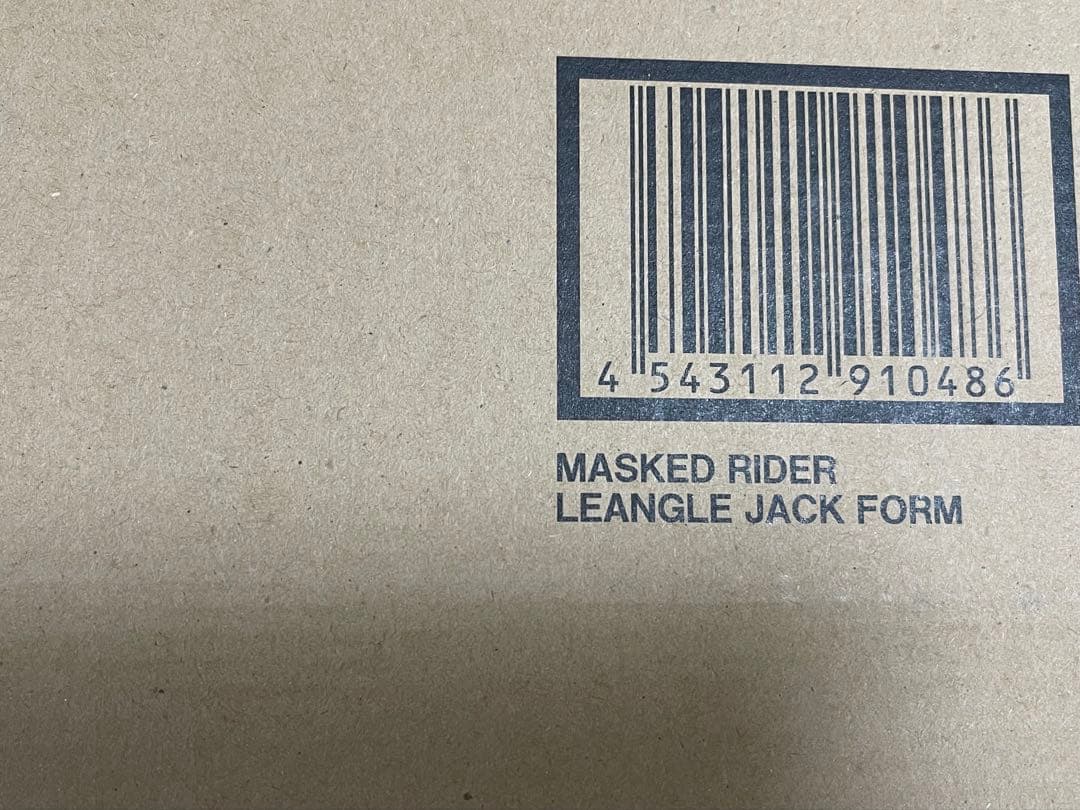 4 543112 910486
MASKED RIDER
LEANGLE JACK FORM